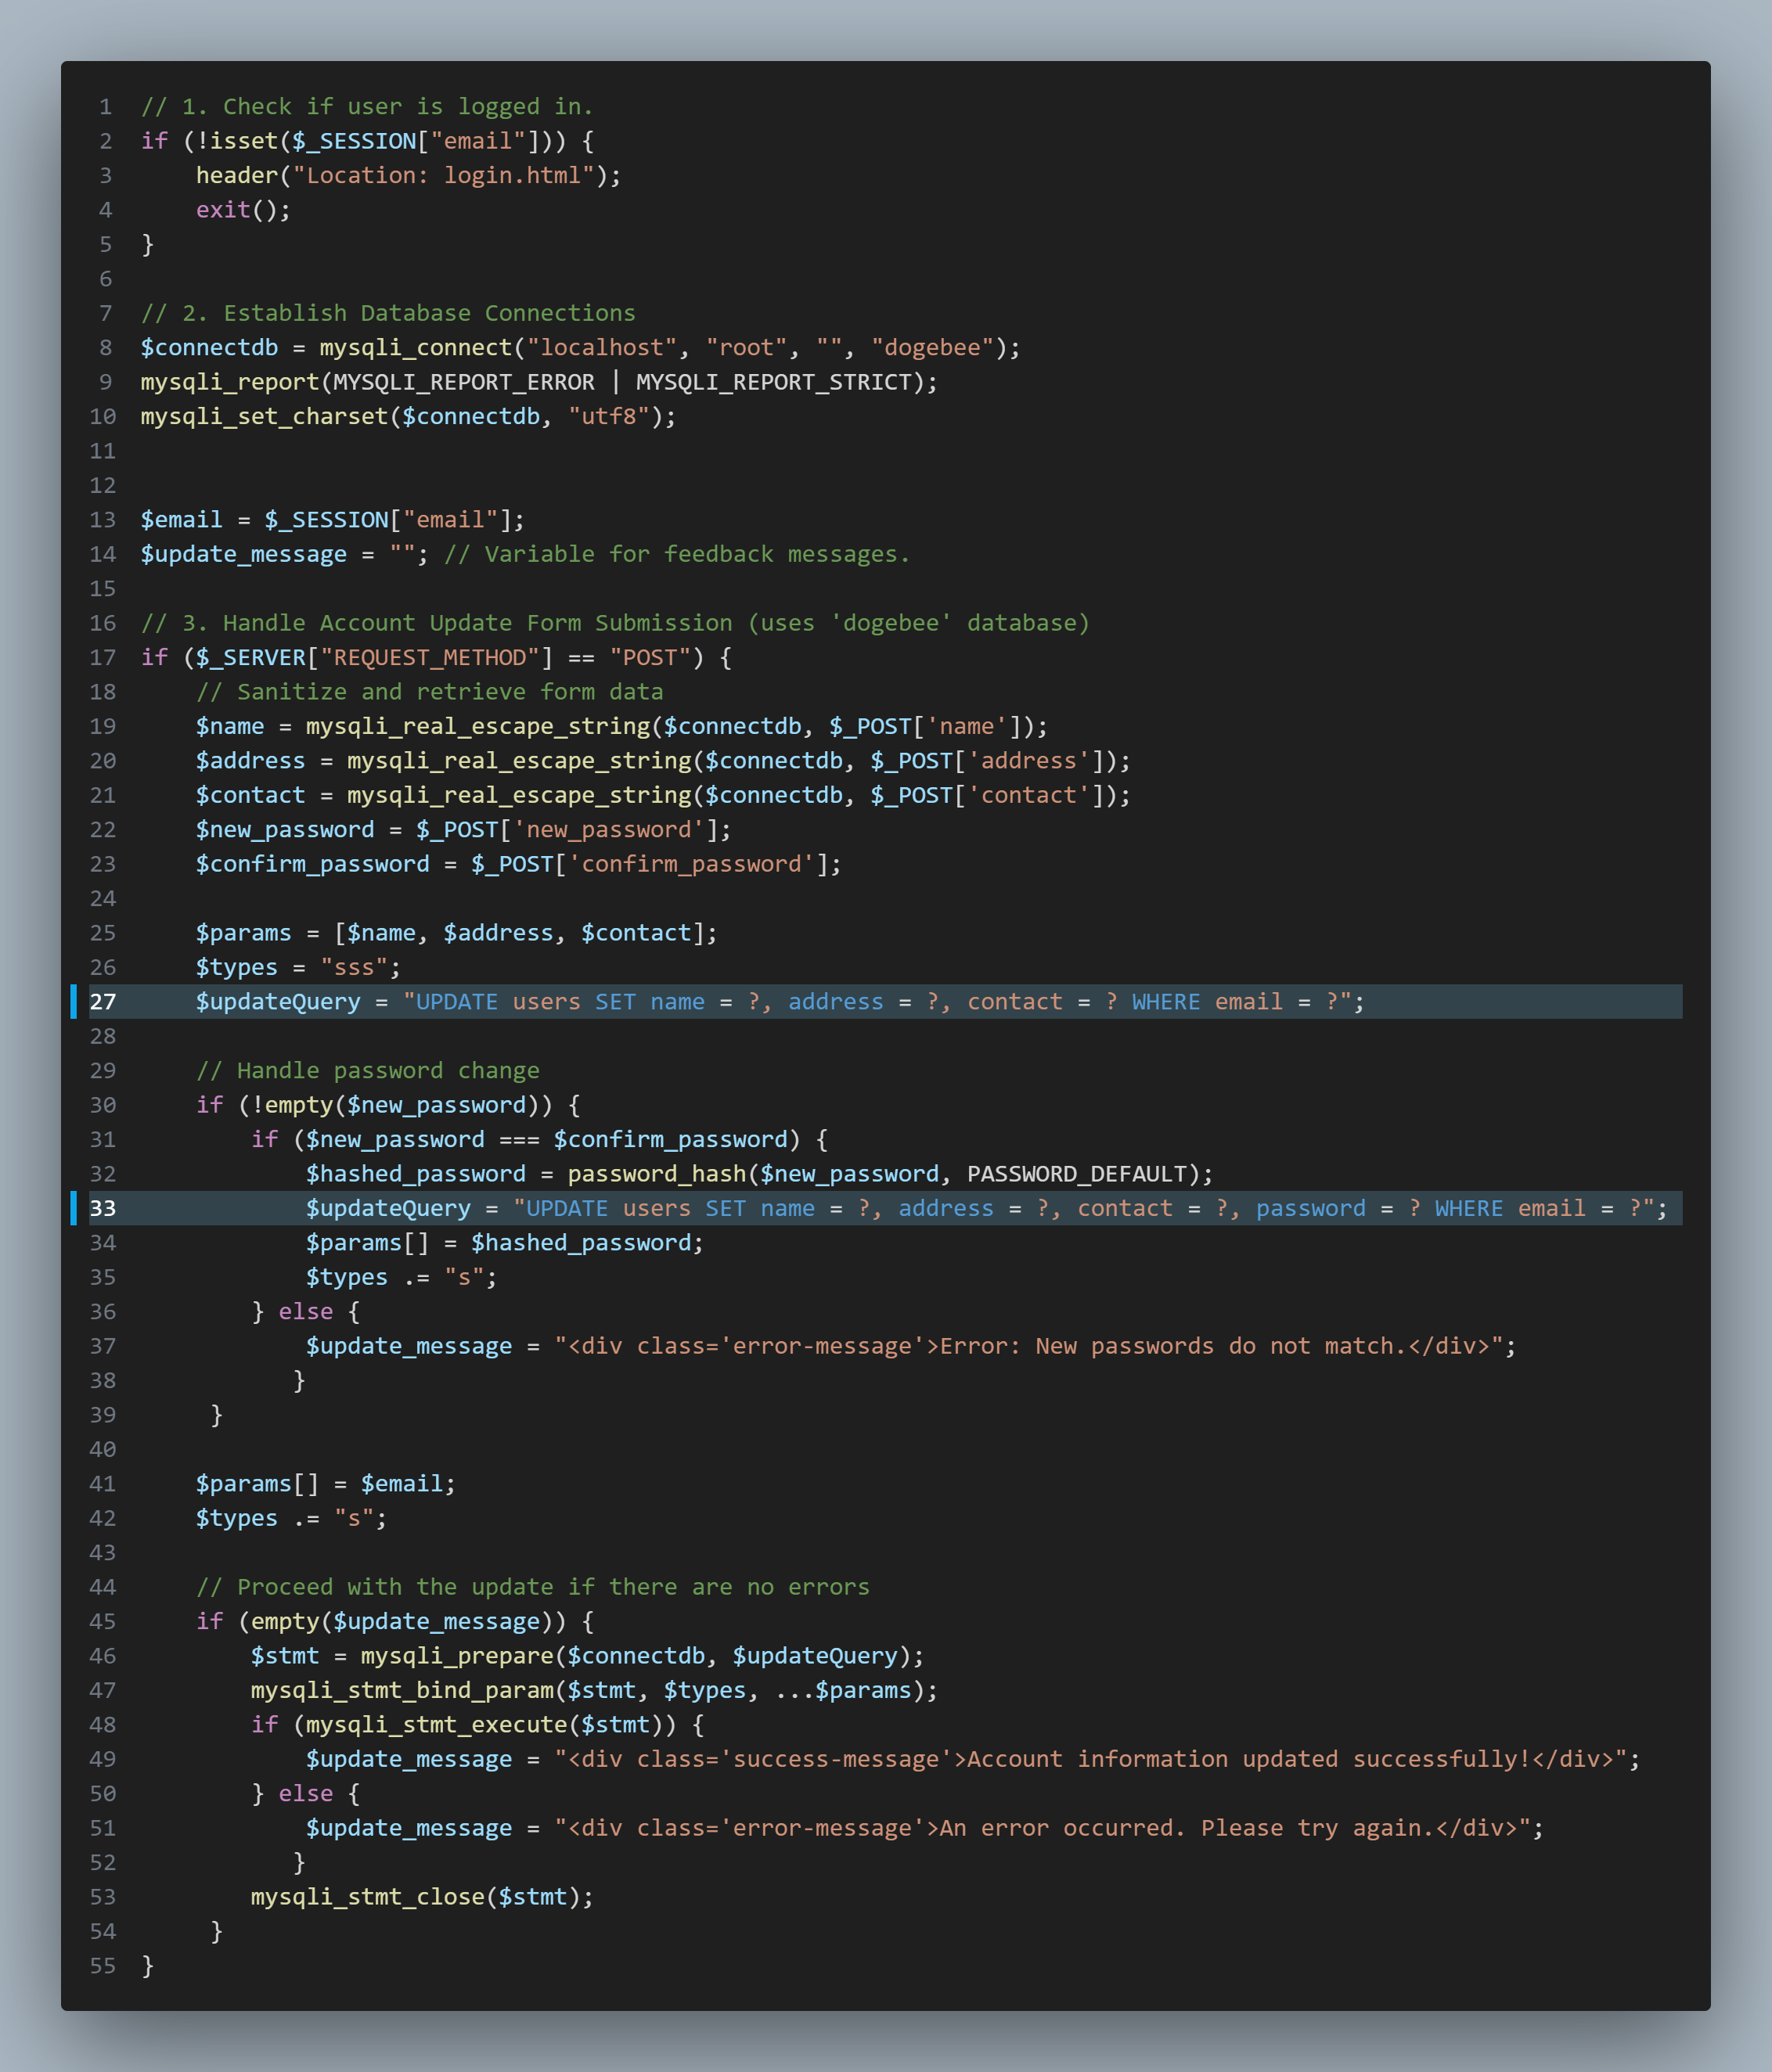 1 // 1. Check if user is logged in.
2 if (!isset($_SESSION["email"])) {
3     header("Location: login.html");
4     exit();
5 }
6
7 // 2. Establish Database Connections
8 $connectdb = mysqli_connect("localhost", "root", "", "dogebee");
9 mysqli_report(MYSQLI_REPORT_ERROR | MYSQLI_REPORT_STRICT);
10 mysqli_set_charset($connectdb, "utf8");
11
12
13 $email = $_SESSION["email"];
14 $update_message = ""; // Variable for feedback messages.
15
16 // 3. Handle Account Update Form Submission (uses 'dogebee' database)
17 if ($_SERVER["REQUEST_METHOD"] == "POST") {
18     // Sanitize and retrieve form data
19     $name = mysqli_real_escape_string($connectdb, $_POST['name']);
20     $address = mysqli_real_escape_string($connectdb, $_POST['address']);
21     $contact = mysqli_real_escape_string($connectdb, $_POST['contact']);
22     $new_password = $_POST['new_password'];
23     $confirm_password = $_POST['confirm_password'];
24
25     $params = [$name, $address, $contact];
26     $types = "sss";
27     $updateQuery = "UPDATE users SET name = ?, address = ?, contact = ? WHERE email = ?";
28
29     // Handle password change
30     if (!empty($new_password)) {
31         if ($new_password === $confirm_password) {
32             $hashed_password = password_hash($new_password, PASSWORD_DEFAULT);
33             $updateQuery = "UPDATE users SET name = ?, address = ?, contact = ?, password = ? WHERE email = ?";
34             $params[] = $hashed_password;
35             $types .= "s";
36         } else {
37             $update_message = "<div class='error-message'>Error: New passwords do not match.</div>";
38            }
39      }
40
41     $params[] = $email;
42     $types .= "s";
43
44     // Proceed with the update if there are no errors
45     if (empty($update_message)) {
46         $stmt = mysqli_prepare($connectdb, $updateQuery);
47         mysqli_stmt_bind_param($stmt, $types, ...$params);
48         if (mysqli_stmt_execute($stmt)) {
49             $update_message = "<div class='success-message'>Account information updated successfully!</div>";
50         } else {
51             $update_message = "<div class='error-message'>An error occurred. Please try again.</div>";
52            }
53         mysqli_stmt_close($stmt);
54      }
55 }